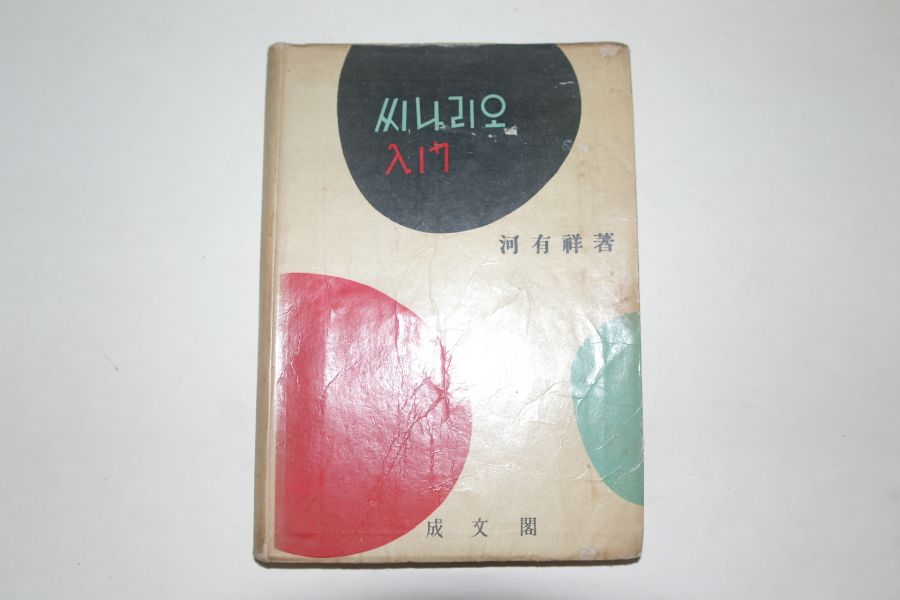 씨나리오
入门
河有祥著
成文閣